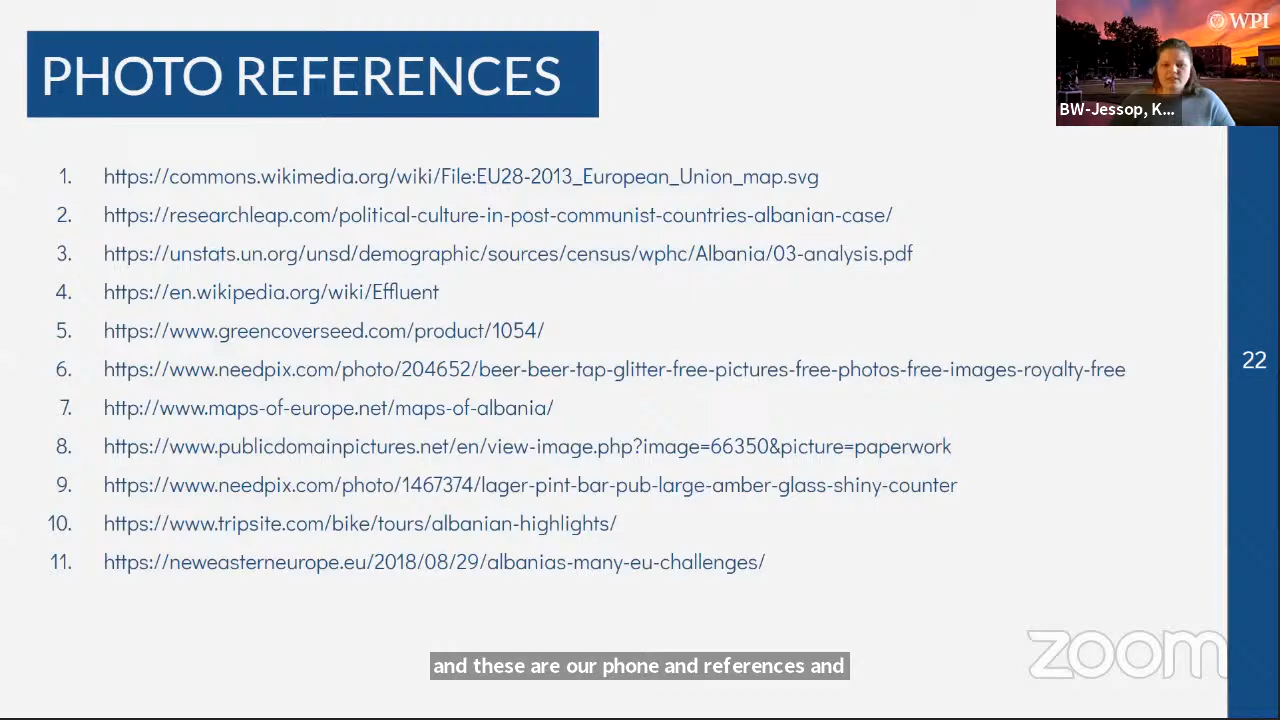 PHOTO REFERENCES
WPI
BW-Jessop, K...
1. https://commons.wikimedia.org/wiki/File:EU28-2013_European_Union_map.svg
2. https://researchleap.com/political-culture-in-post-communist-countries-albanian-case/
3. https://unstats.un.org/unsd/demographic/sources/census/wphc/Albania/03-analysis.pdf
4. https://en.wikipedia.org/wiki/Effluent
5. https://www.greencoverseed.com/product/1054/
6. https://www.needpix.com/photo/204652/beer-beer-tap-glitter-free-pictures-free-photos-free-images-royalty-free
7. http://www.maps-of-europe.net/maps-of-albania/
8. https://www.publicdomainpictures.net/en/view-image.php?image=66350&picture=paperwork
9. https://www.needpix.com/photo/1467374/lager-pint-bar-pub-large-amber-glass-shiny-counter
10. https://www.tripsite.com/bike/tours/albanian-highlights/
11. https://neweasterneurope.eu/2018/08/29/albanias-many-eu-challenges/
22
zoom
and these are our phone and references and